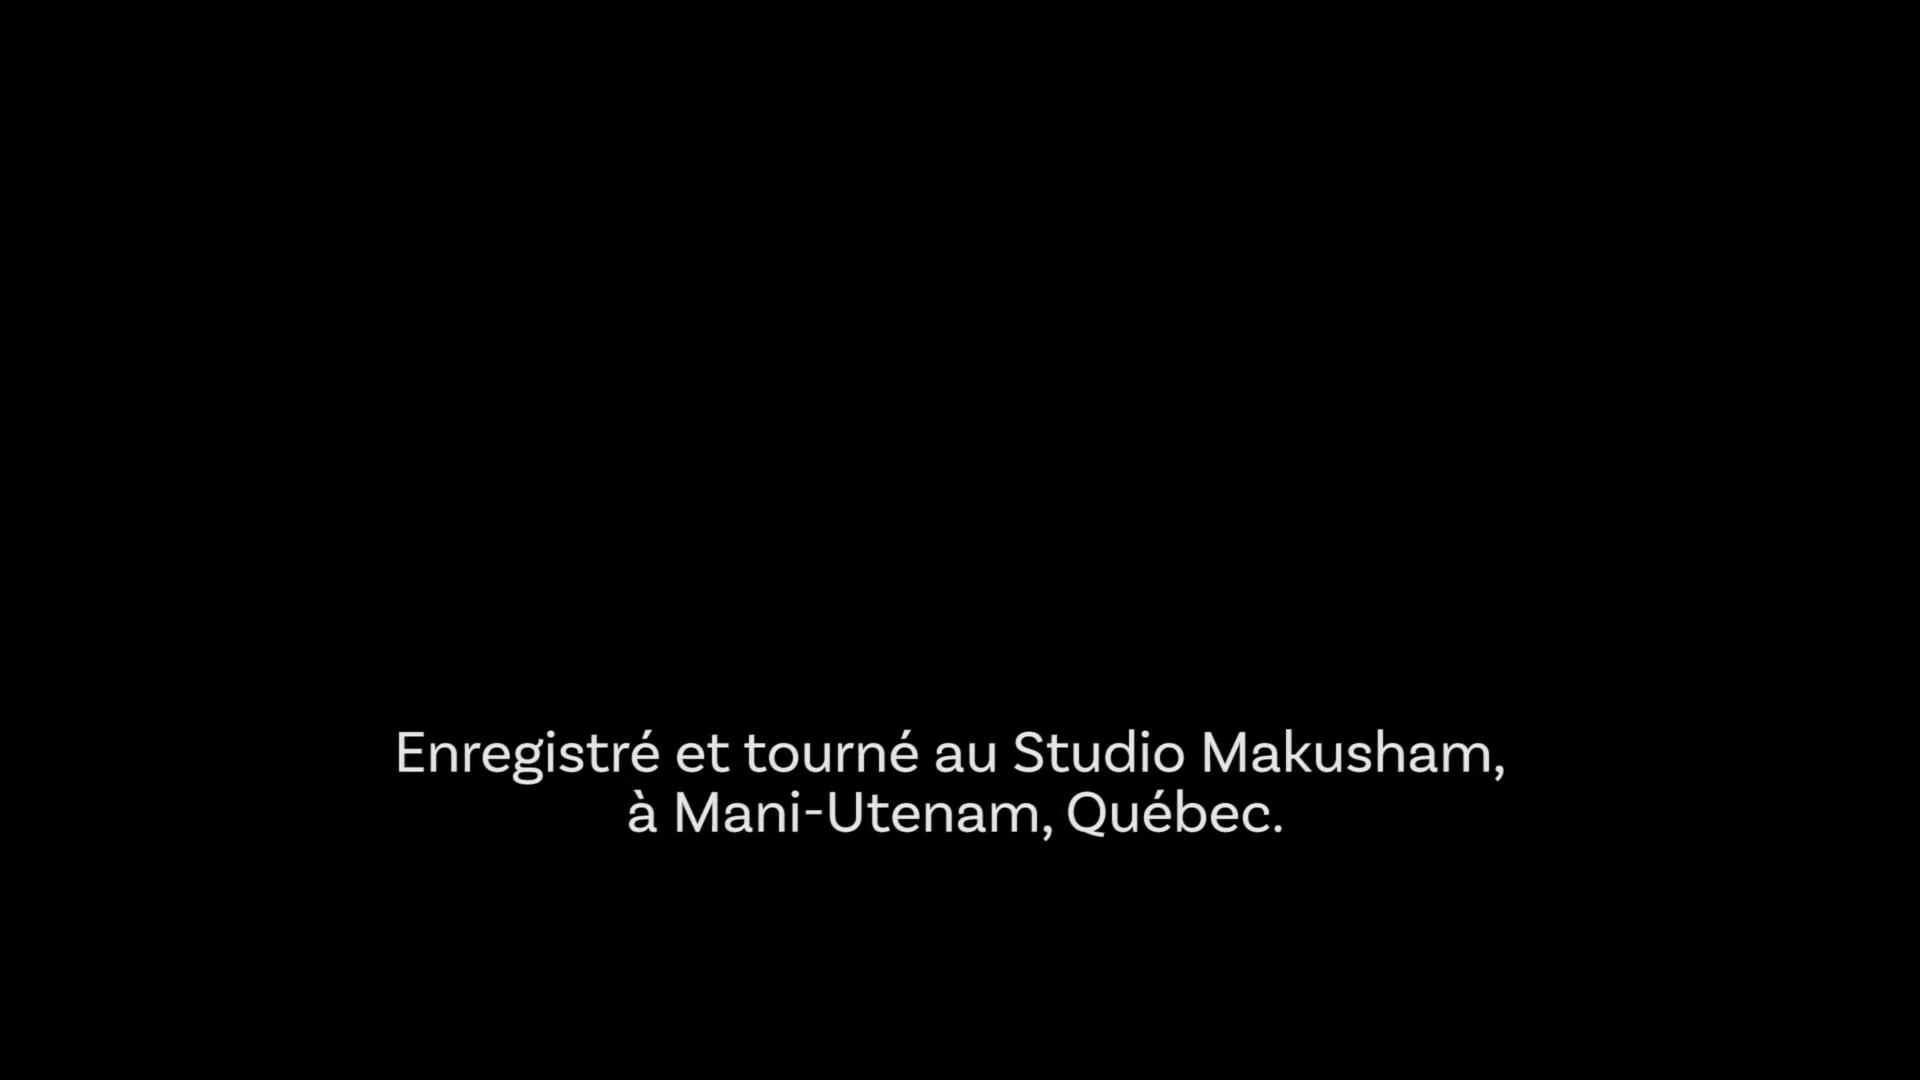 Enregistré et tourné au Studio Makusham,
à Mani-Utenam, Québec.